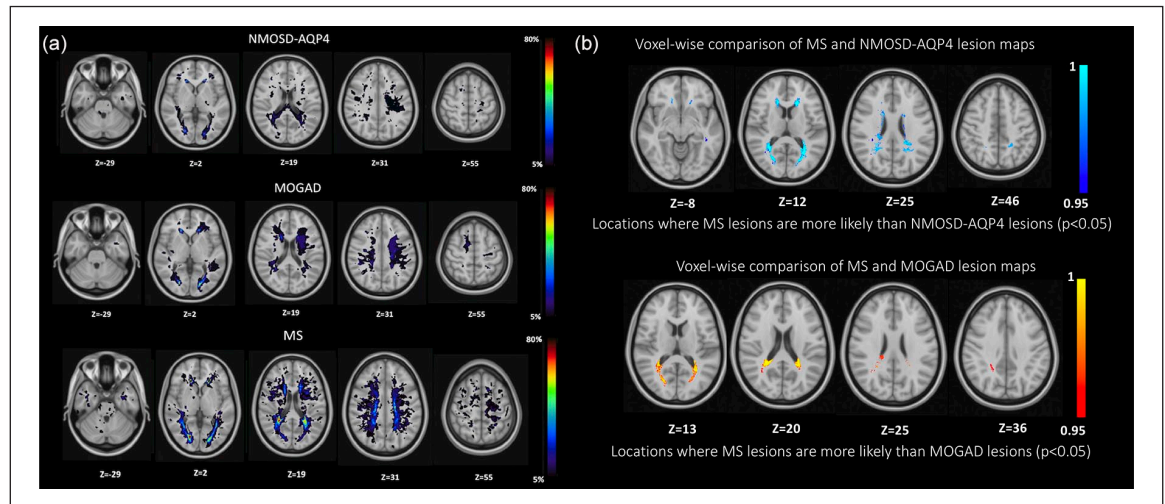 (a)
NMOSD-AQP4
80%
Z=-29 Z=2 Z=19 Z=31 Z=55
5%
MOGAD
80%
Z=-29 Z=2 Z=19 Z=31 Z=55
5%
MS
80%
Z=-29 Z=2 Z=19 Z=31 Z=55
5%
(b)
Voxel-wise comparison of MS and NMOSD-AQP4 lesion maps
1
Z=-8 Z=12 Z=25 Z=46
0.95
Locations where MS lesions are more likely than NMOSD-AQP4 lesions (p<0.05)
Voxel-wise comparison of MS and MOGAD lesion maps
1
Z=13 Z=20 Z=25 Z=36
0.95
Locations where MS lesions are more likely than MOGAD lesions (p<0.05)